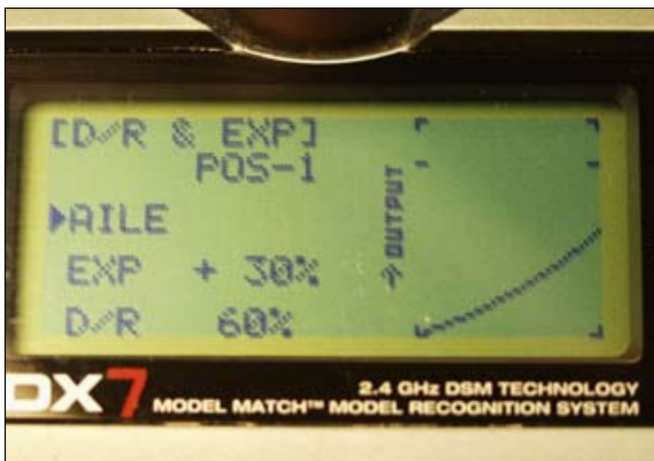 [D/R & EXP]
POS-1
▶AILE
EXP + 30%
D/R 60%
→ OUTPUT
DX7
2.4 GHz DSM TECHNOLOGY
MODEL MATCH™ MODEL RECOGNITION SYSTEM